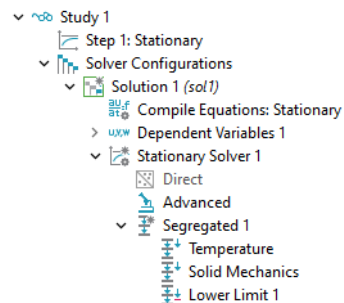 Study 1
Step 1: Stationary
Solver Configurations
Solution 1 (sol1)
Compile Equations: Stationary
Dependent Variables 1
Stationary Solver 1
Direct
Advanced
Segregated 1
Temperature
Solid Mechanics
Lower Limit 1